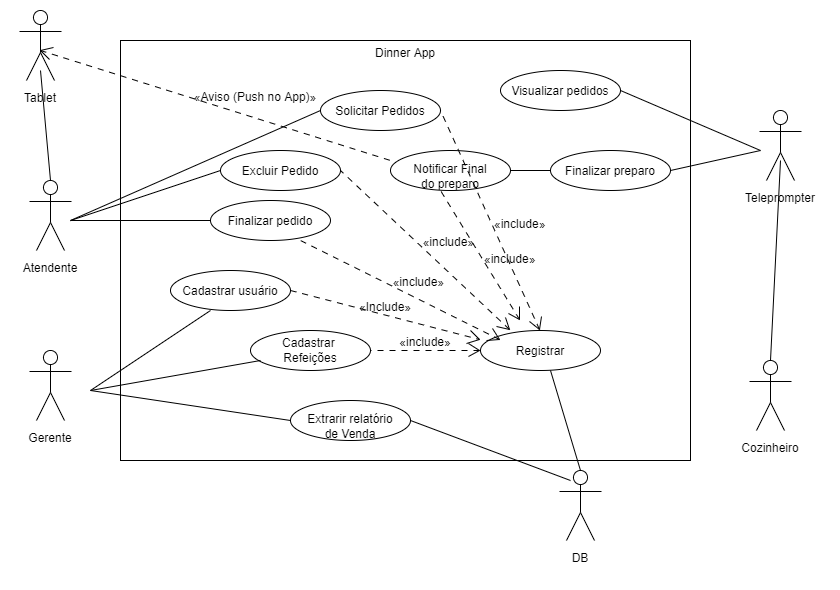 Dinner App
Tablet
«Aviso (Push no App)»
Solicitar Pedidos
Visualizar pedidos
Excluir Pedido
Notificar Final
do preparo
Finalizar preparo
Teleprompter
Finalizar pedido
Atendente
«include»
«include»
«include»
«include»
Cadastrar usuário
«Include»
Cadastrar
Refeições
«include»
Registrar
Gerente
Extrarir relatório
de Venda
Cozinheiro
DB